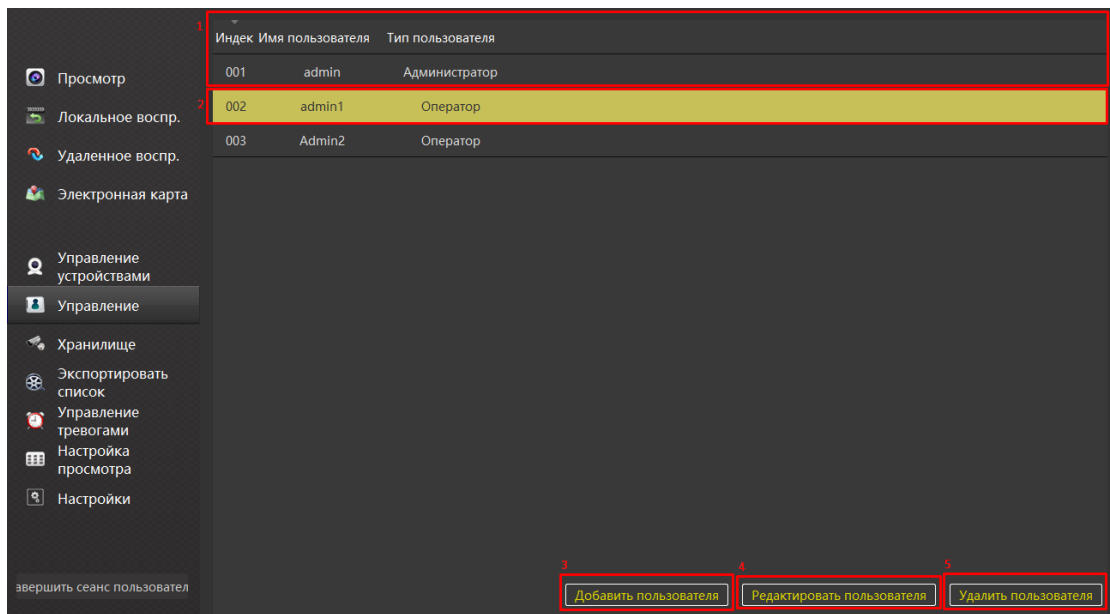 Просмотр
Локальное воспр.
Удаленное воспр.
Электронная карта
Управление
устройствами
Управление
Хранилище
Экспортировать
список
Управление
тревогами
Настройка
просмотра
Настройки
авершить сеанс пользовател
1
Индек Имя пользователя Тип пользователя
001 admin Администратор
2
002 admin1 Оператор
003 Admin2 Оператор
3 4 5
Добавить пользователя Редактировать пользователя Удалить пользователя